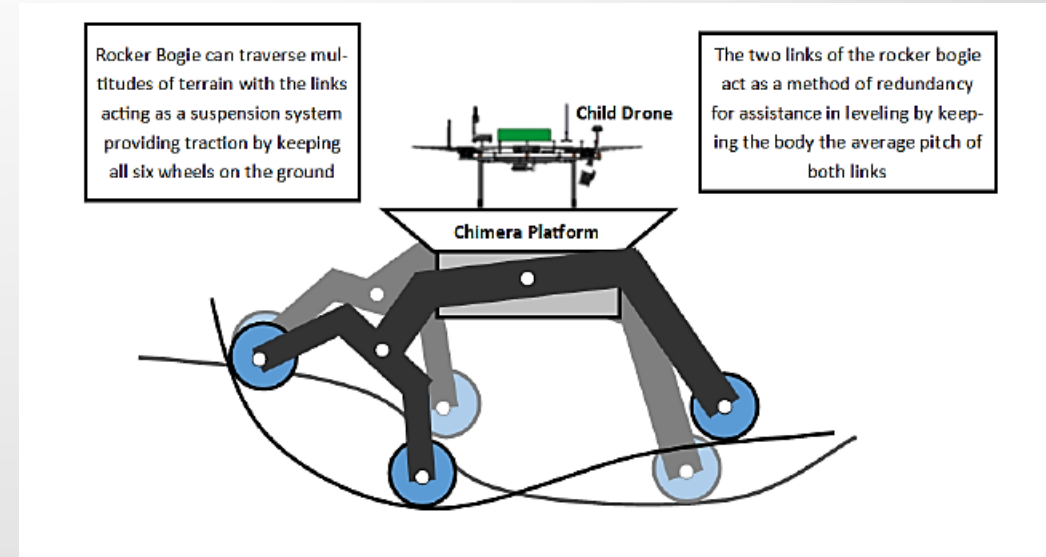 Rocker Bogie can traverse mul-
titudes of terrain with the links
acting as a suspension system
providing traction by keeping
all six wheels on the ground
The two links of the rocker bogie
act as a method of redundancy
for assistance in leveling by keep-
ing the body the average pitch of
both links
Child Drone
Chimera Platform